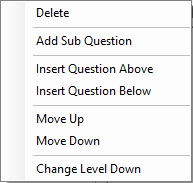 Delete
Add Sub Question
Insert Question Above
Insert Question Below
Move Up
Move Down
Change Level Down